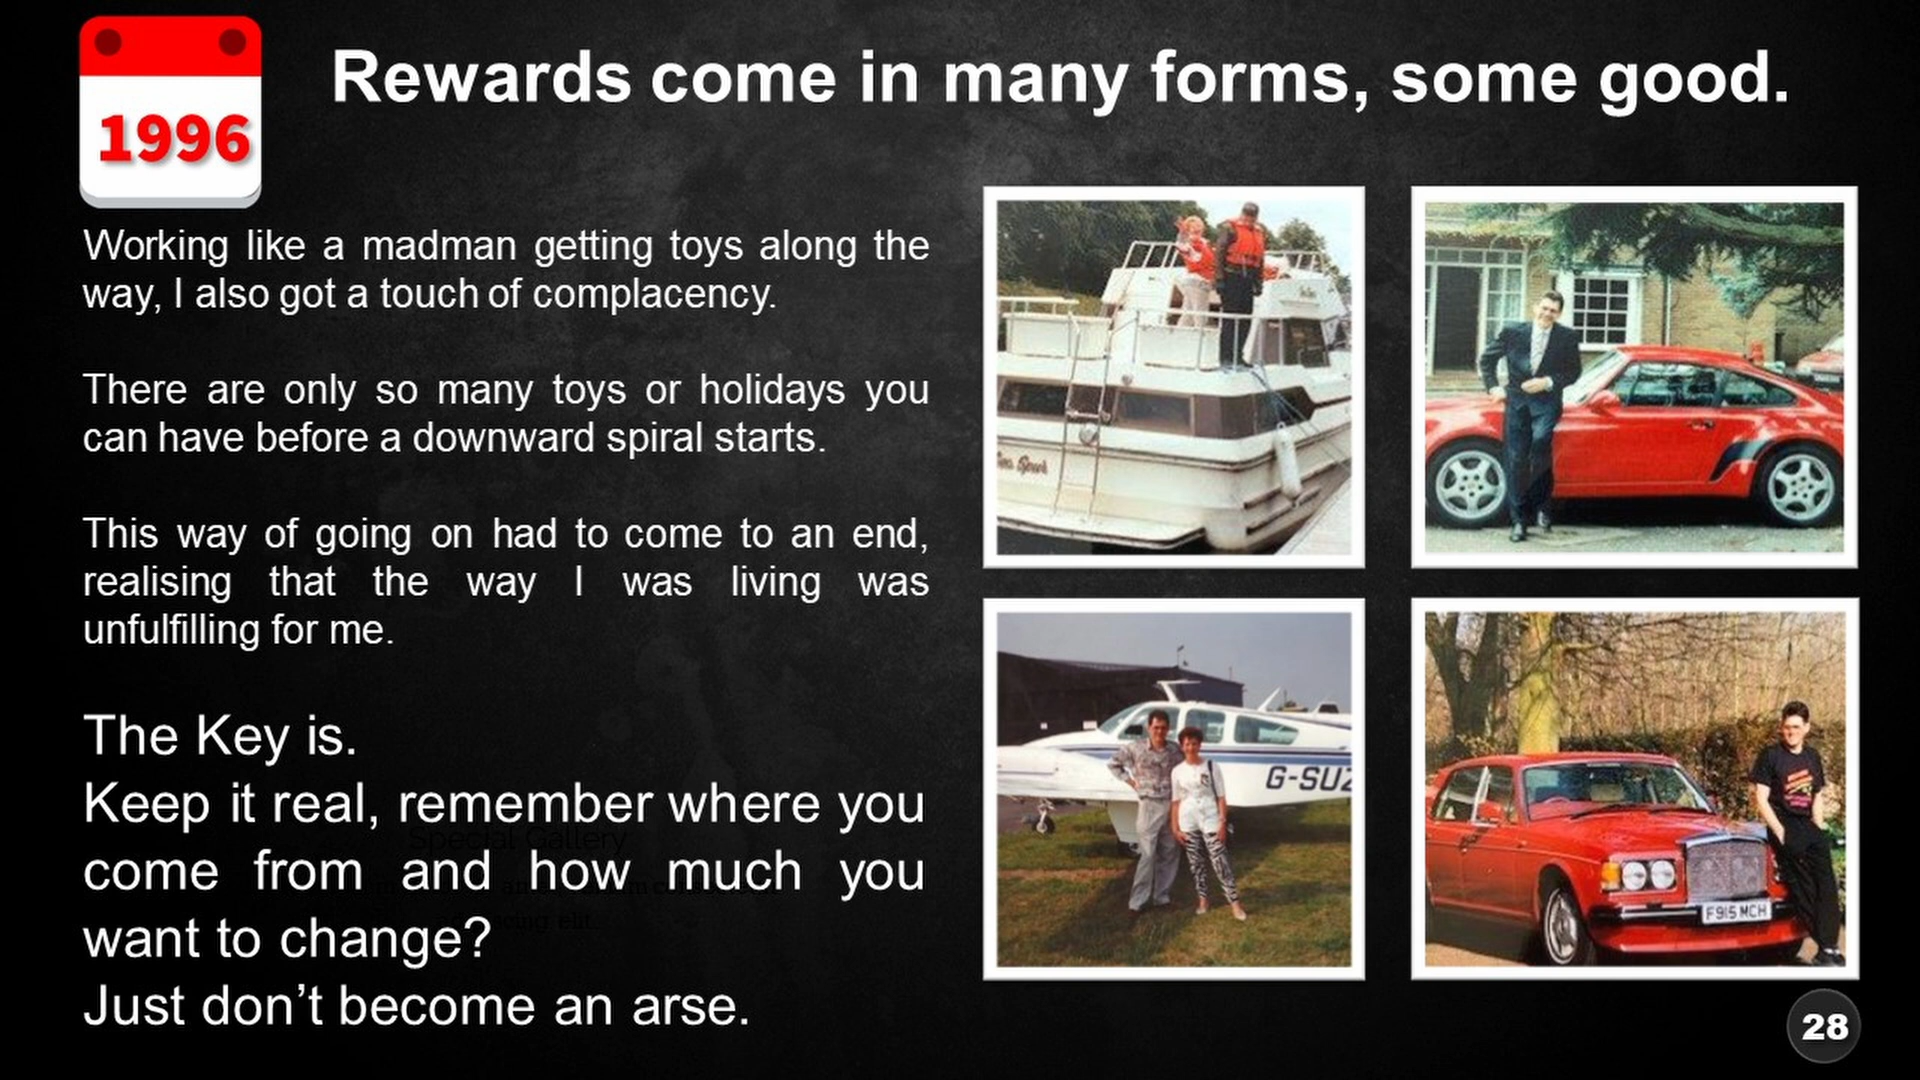 1996
Rewards come in many forms, some good.
Working like a madman getting toys along the
way, I also got a touch of complacency.
There are only so many toys or holidays you
can have before a downward spiral starts.
This way of going on had to come to an end,
realising that the way I was living was
unfulfilling for me.
The Key is.
Keep it real, remember where you
come from and how much you
want to change?
Just don’t become an arse.
Special Gallery
G-SUZ
F915 MCH
28